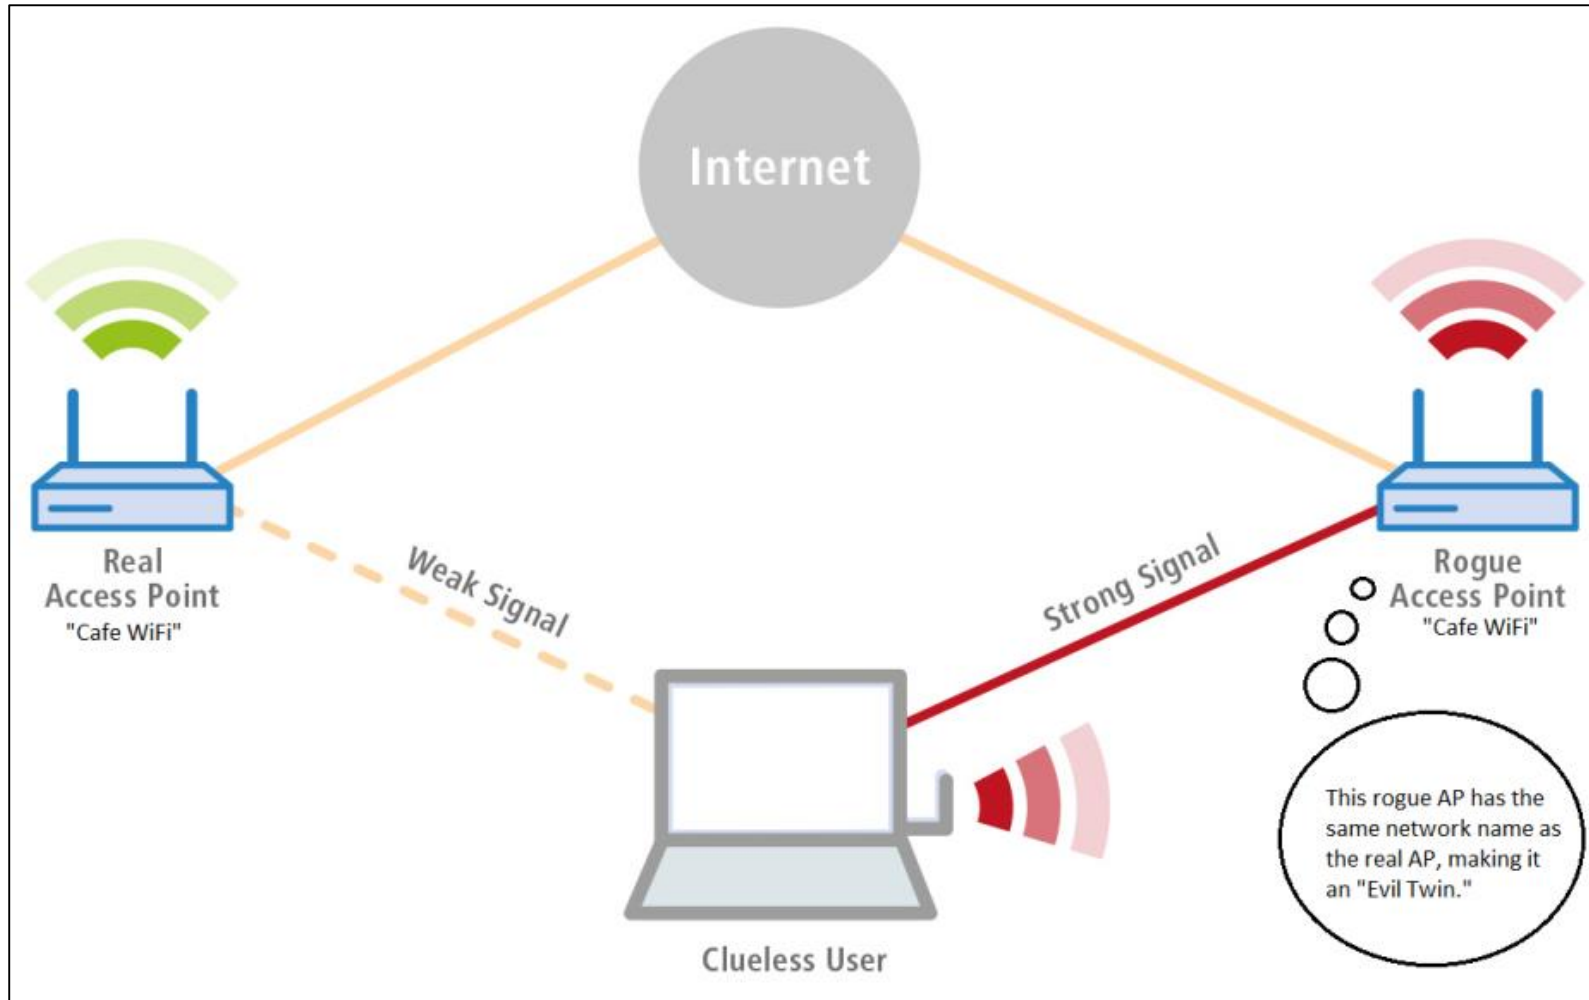 Internet
Real
Access Point
"Cafe WiFi"
Weak Signal
Strong Signal
Rogue
Access Point
"Cafe WiFi"
This rogue AP has the
same network name as
the real AP, making it
an "Evil Twin."
Clueless User